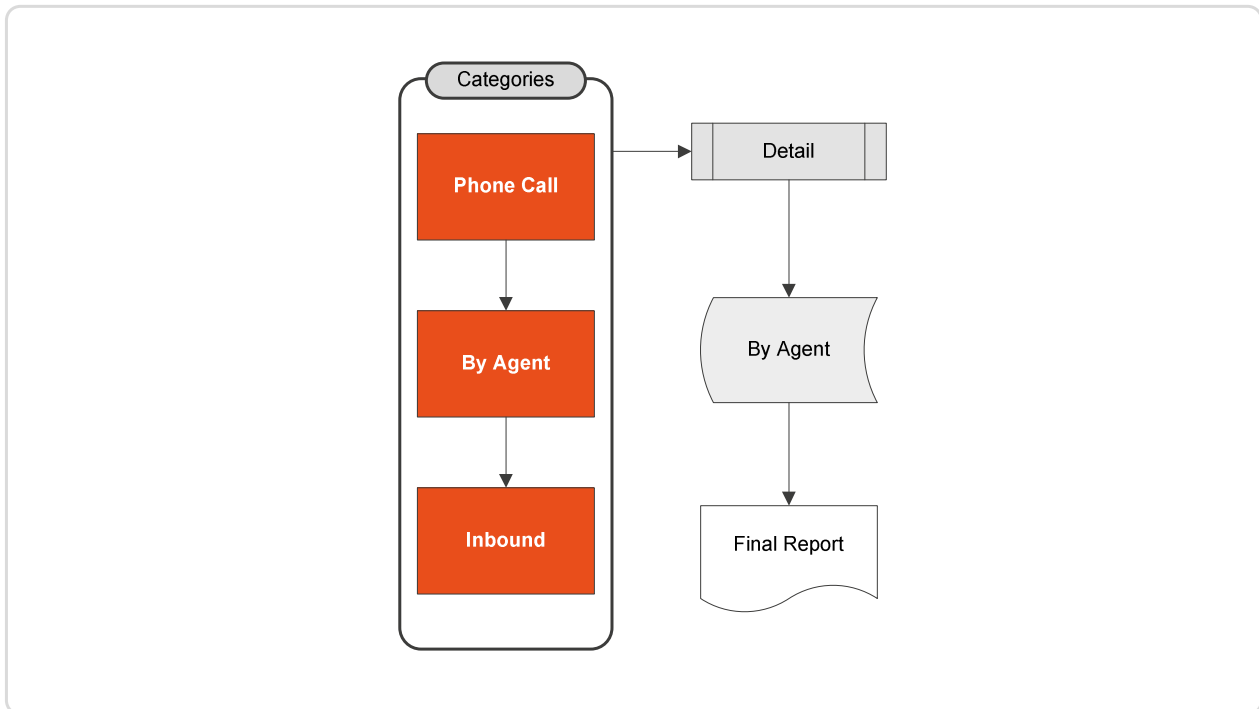 Categories
Phone Call
By Agent
Inbound
Detail
By Agent
Final Report